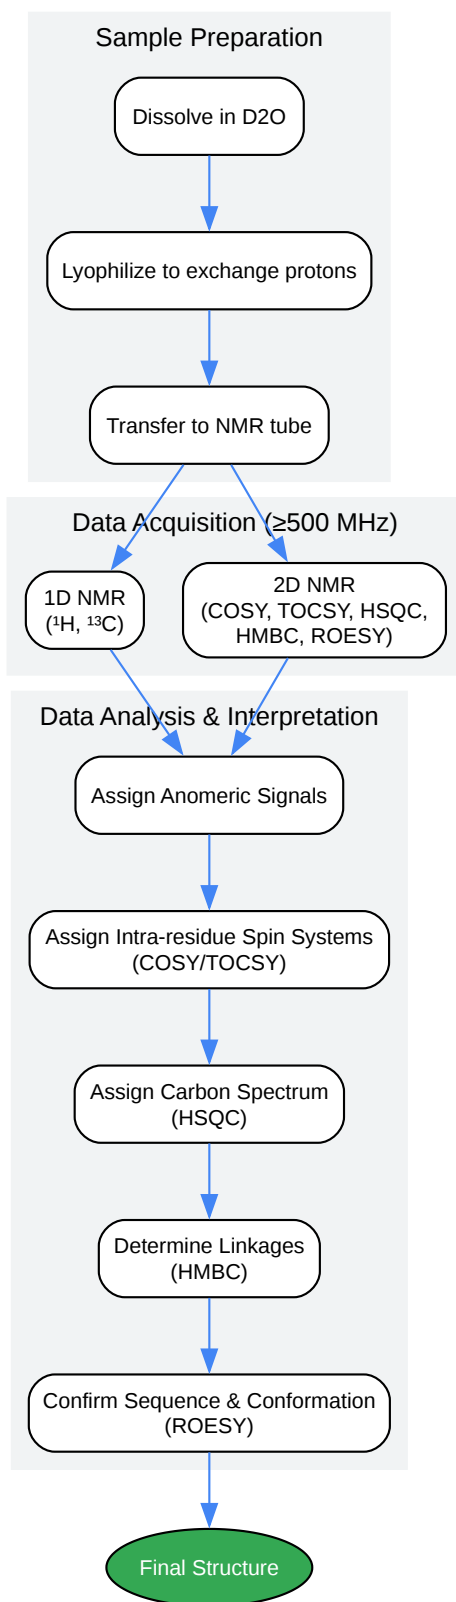 Sample Preparation
Dissolve in D2O
Lyophilize to exchange protons
Transfer to NMR tube
Data Acquisition (≥500 MHz)
1D NMR
(¹H, ¹³C)
2D NMR
(COSY, TOCSY, HSQC,
HMBC, ROESY)
Data Analysis & Interpretation
Assign Anomeric Signals
Assign Intra-residue Spin Systems
(COSY/TOCSY)
Assign Carbon Spectrum
(HSQC)
Determine Linkages
(HMBC)
Confirm Sequence & Conformation
(ROESY)
Final Structure